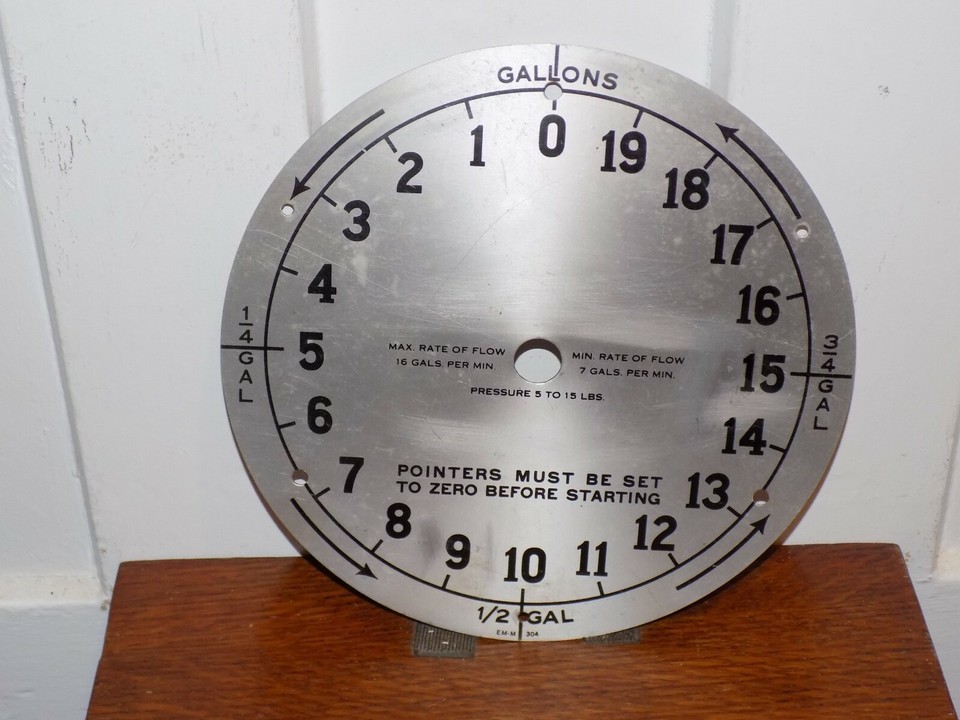 GALLONS
0
19
18
17
16
15
14
13
12
11
10
9
8
7
6
5
4
3
2
1
1/4 GAL
3/4 GAL
MAX. RATE OF FLOW
16 GALS. PER MIN.
MIN. RATE OF FLOW
7 GALS. PER MIN.
PRESSURE 5 TO 15 LBS.
POINTERS MUST BE SET
TO ZERO BEFORE STARTING
1/2 GAL
EM-M 304